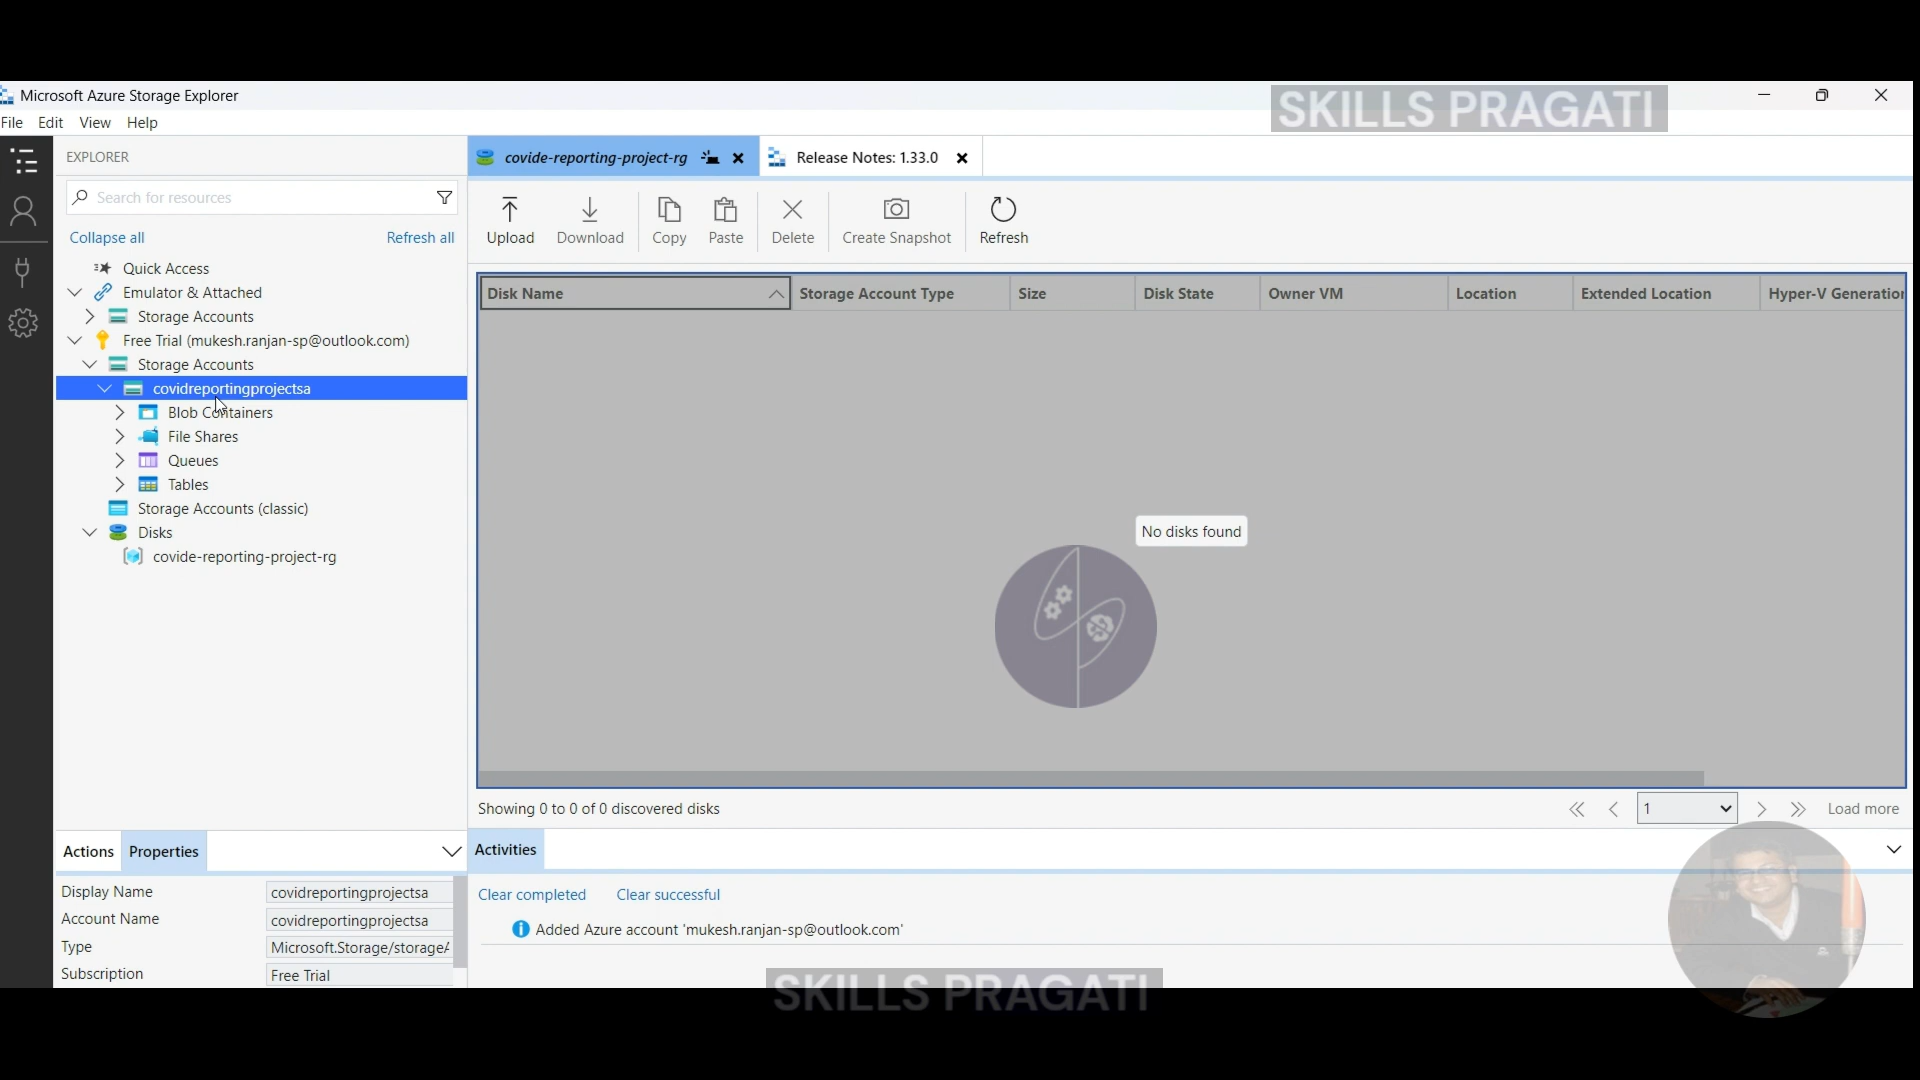 Microsoft Azure Storage Explorer
SKILLS PRAGATI
File Edit View Help
EXPLORER
covide-reporting-project-rg
Release Notes: 1.33.0
Search for resources
Collapse all
Refresh all
Upload
Download
Copy
Paste
Delete
Create Snapshot
Refresh
Quick Access
Emulator & Attached
Storage Accounts
Free Trial (mukesh.ranjan-sp@outlook.com)
Storage Accounts
covidreportingprojectsa
Blob Containers
File Shares
Queues
Tables
Storage Accounts (classic)
Disks
covide-reporting-project-rg
Disk Name
Storage Account Type
Size
Disk State
Owner VM
Location
Extended Location
Hyper-V Generation
No disks found
Showing 0 to 0 of 0 discovered disks
1
Load more
Actions
Properties
Display Name covidreportingprojectsa
Account Name covidreportingprojectsa
Type Microsoft.Storage/storageA
Subscription Free Trial
Activities
Clear completed
Clear successful
Added Azure account 'mukesh.ranjan-sp@outlook.com'
SKILLS PRAGATI